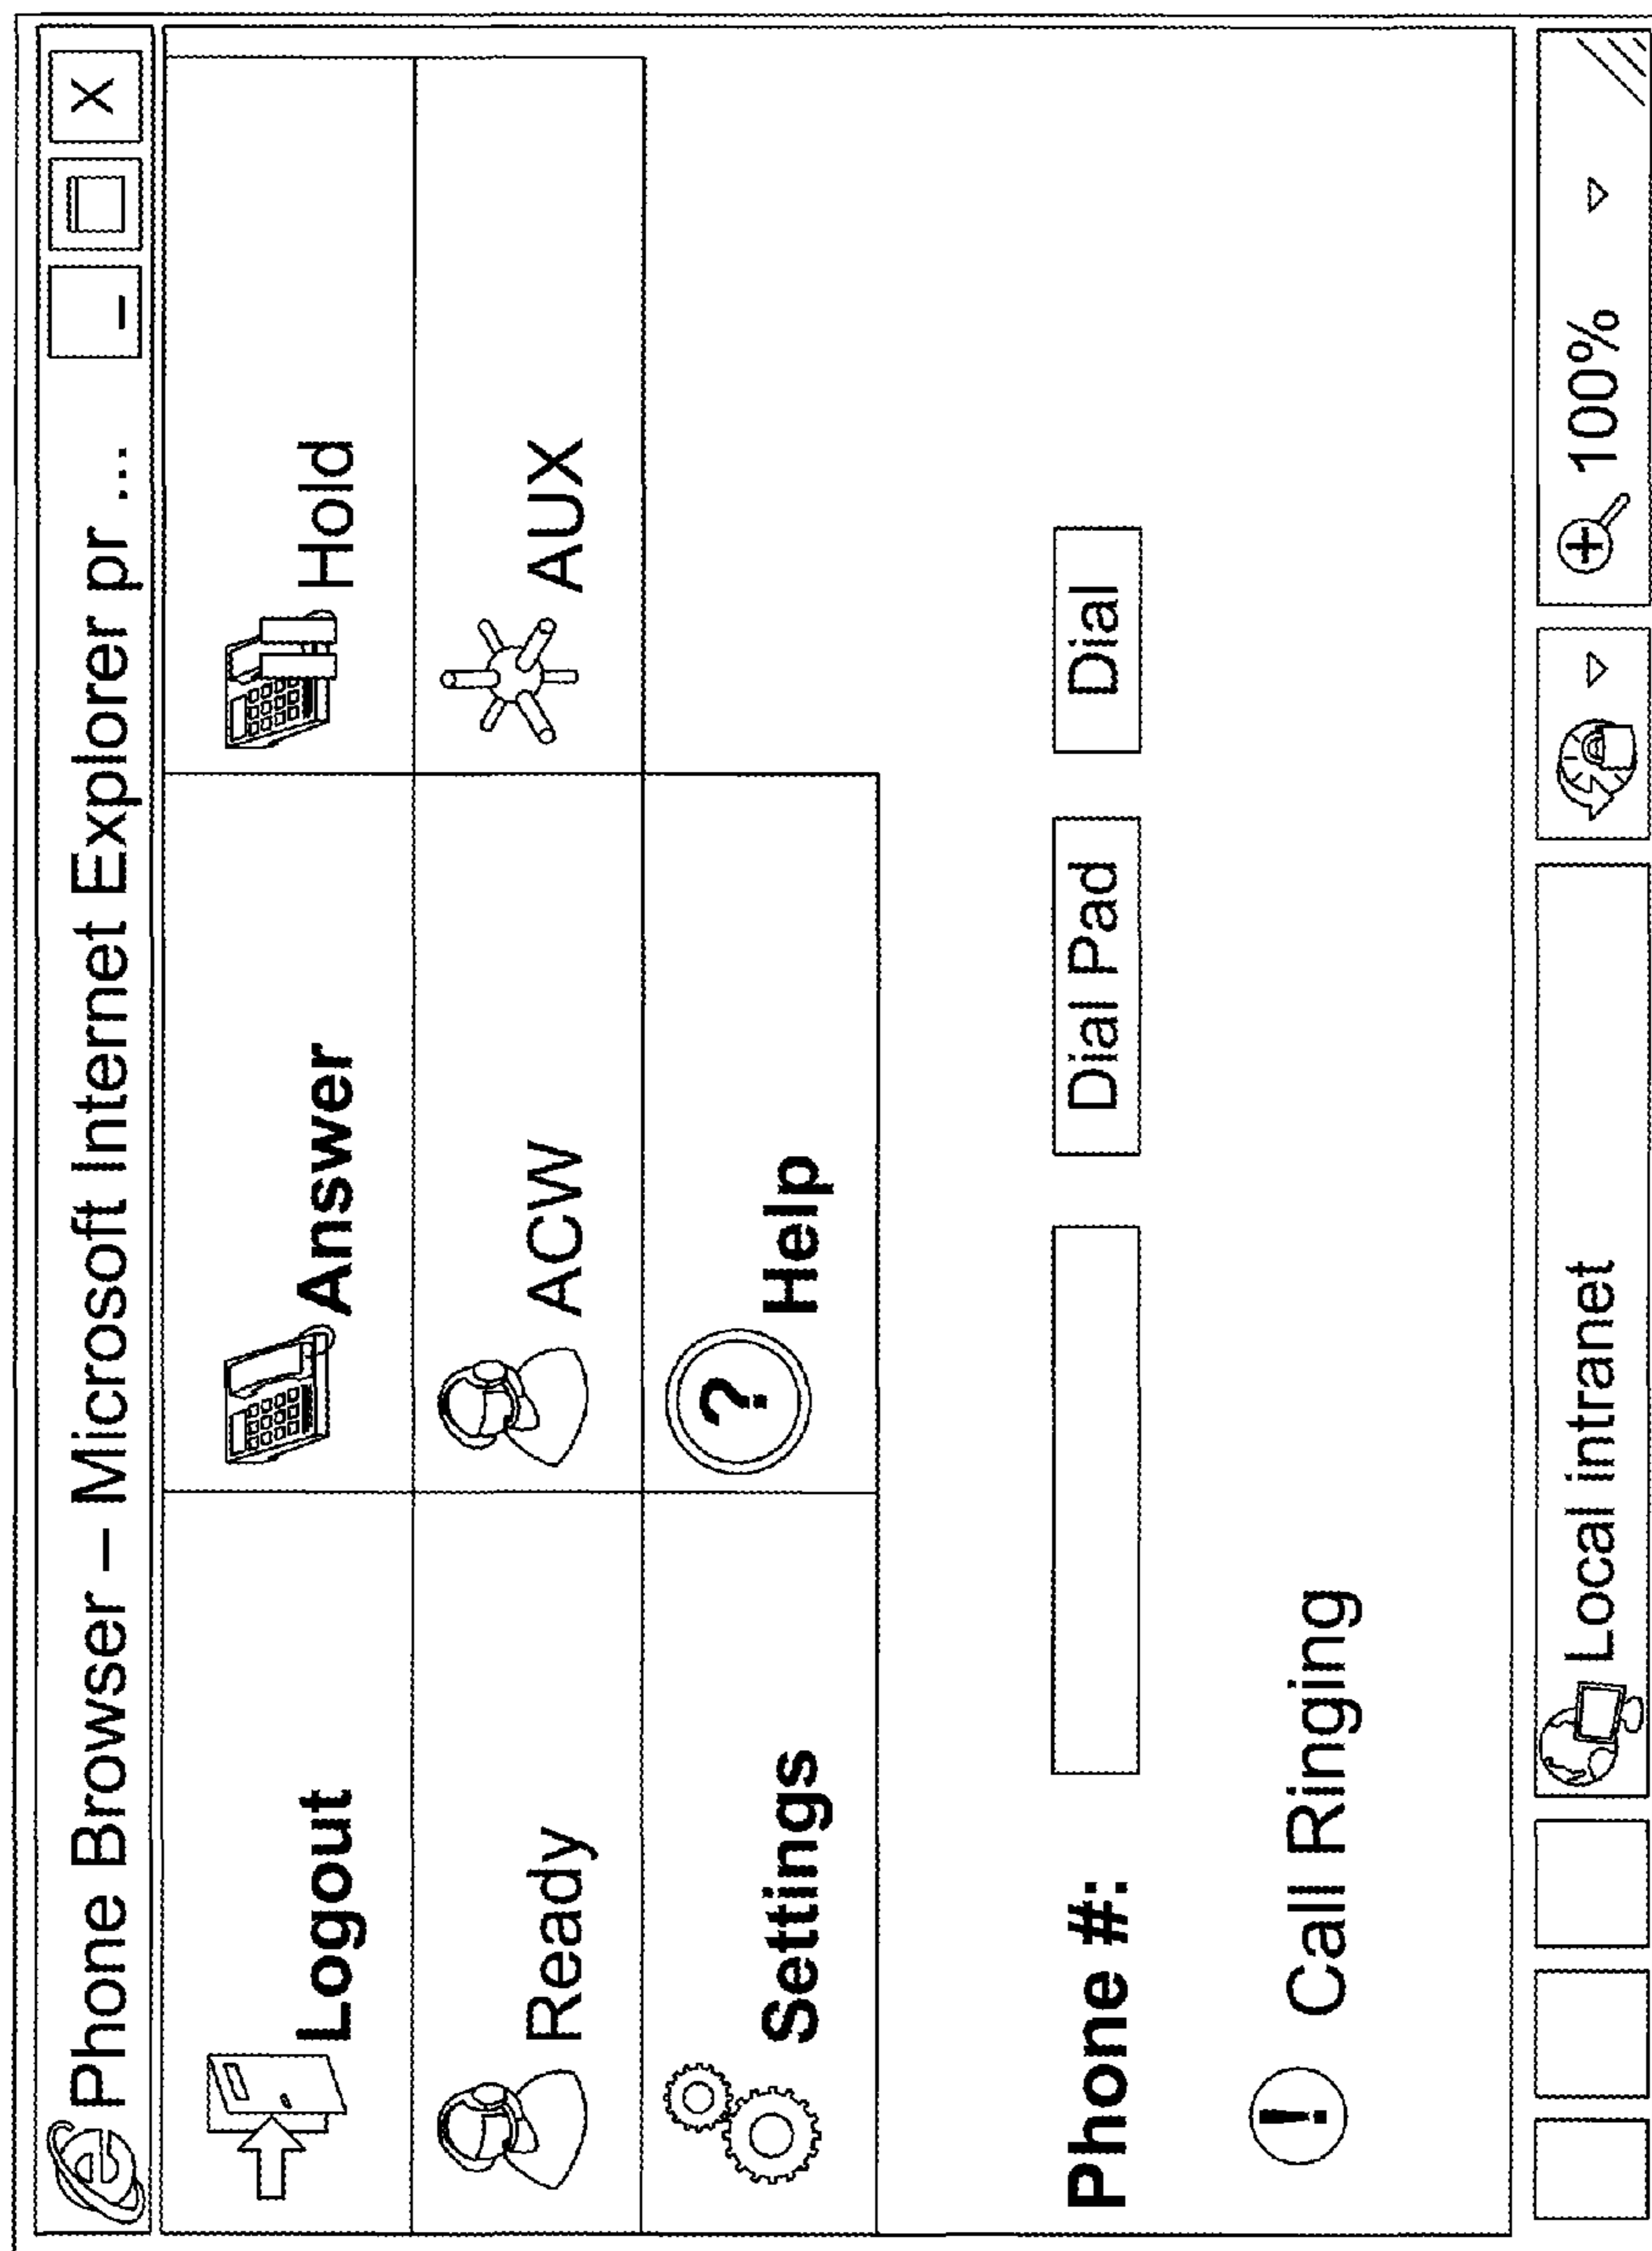 Phone Browser – Microsoft Internet Explorer pr ... _ X
Logout Answer Hold
Ready ACW AUX
Settings ? Help
Phone #: Dial Pad Dial
! Call Ringing
Local intranet 100%